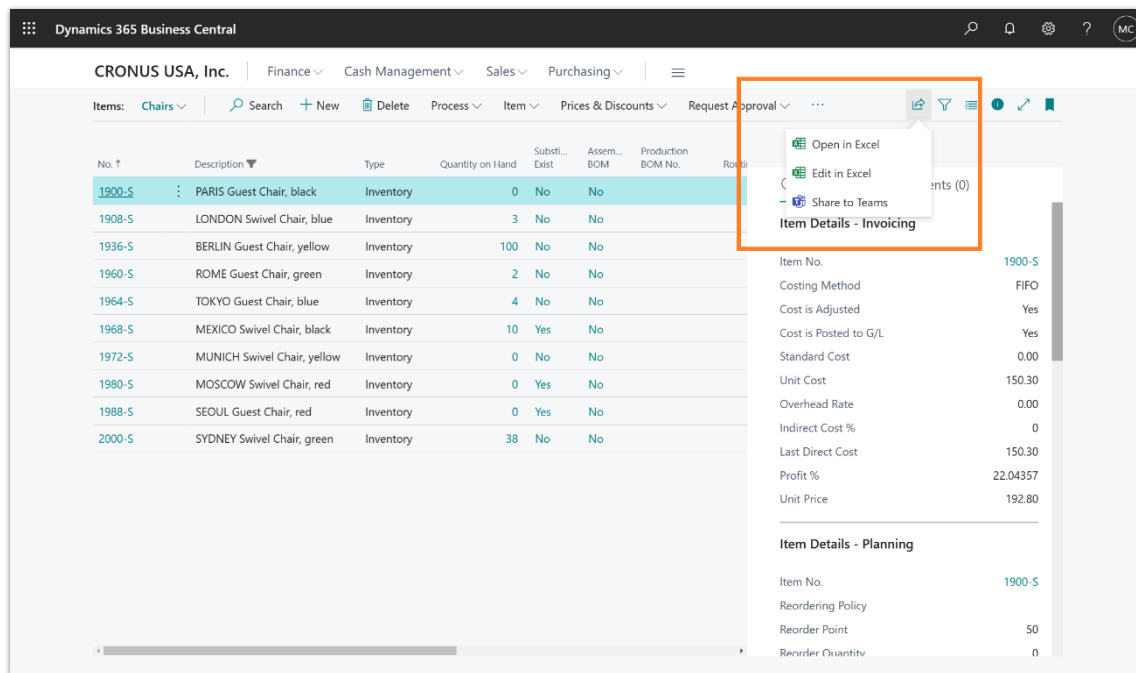 Dynamics 365 Business Central ? MC
CRONUS USA, Inc. Finance Cash Management Sales Purchasing
Items: Chairs Search New Delete Process Item Prices & Discounts Request Approval ...
Open in Excel
Edit in Excel
Share to Teams
No. ↑ Description Type Quantity on Hand Substi... Exist Assem... BOM Production BOM No.
1900-S PARIS Guest Chair, black Inventory 0 No No
1908-S LONDON Swivel Chair, blue Inventory 3 No No
1936-S BERLIN Guest Chair, yellow Inventory 100 No No
1960-S ROME Guest Chair, green Inventory 2 No No
1964-S TOKYO Guest Chair, blue Inventory 4 No No
1968-S MEXICO Swivel Chair, black Inventory 10 Yes No
1972-S MUNICH Swivel Chair, yellow Inventory 0 No No
1980-S MOSCOW Swivel Chair, red Inventory 0 Yes No
1988-S SEOUL Guest Chair, red Inventory 0 Yes No
2000-S SYDNEY Swivel Chair, green Inventory 38 No No
(0)
Item Details - Invoicing
Item No. 1900-S
Costing Method FIFO
Cost is Adjusted Yes
Cost is Posted to G/L Yes
Standard Cost 0.00
Unit Cost 150.30
Overhead Rate 0.00
Indirect Cost % 0
Last Direct Cost 150.30
Profit % 22.04357
Unit Price 192.80
Item Details - Planning
Item No. 1900-S
Reordering Policy
Reorder Point 50
Reorder Quantity 0